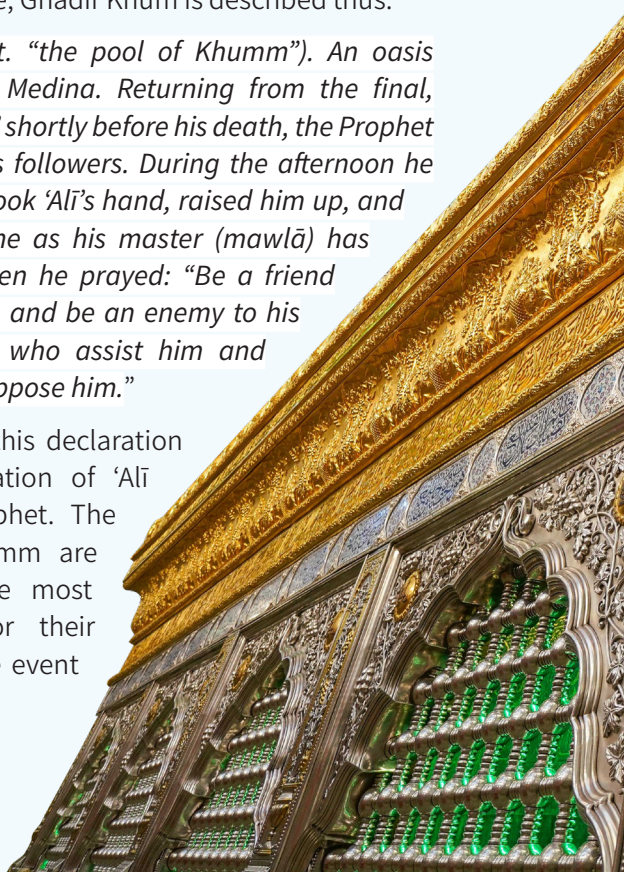 e, Ghadir Khum is described thus:
t. “the pool of Khumm”). An oasis
Medina. Returning from the final,
shortly before his death, the Prophet
s followers. During the afternoon he
ook ‘Alī’s hand, raised him up, and
ne as his master (mawlā) has
en he prayed: “Be a friend
and be an enemy to his
who assist him and
ppose him.”
his declaration
ation of ‘Alī
phet. The
mm are
e most
or their
event